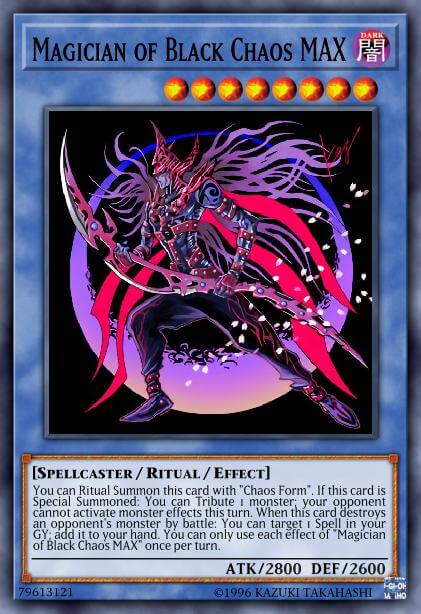 Magician of Black Chaos MAX
DARK
闇
[Spellcaster / Ritual / Effect]
You can Ritual Summon this card with "Chaos Form". If this card is
Special Summoned: You can Tribute 1 monster; your opponent
cannot activate monster effects this turn. When this card destroys
an opponent's monster by battle: You can target 1 Spell in your
GY; add it to your hand. You can only use each effect of "Magician
of Black Chaos MAX" once per turn.
ATK/2800 DEF/2600
79613121
©1996 KAZUKI TAKAHASHI